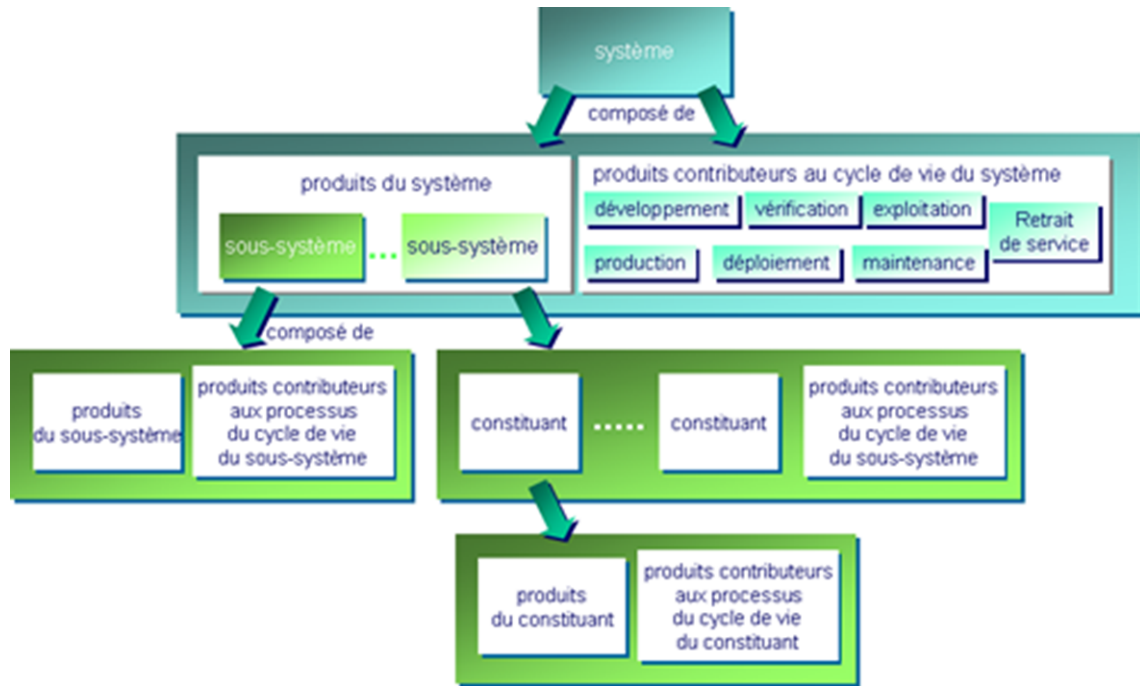 système
composé de
produits du système
produits contributeurs au cycle de vie du système
développement
vérification
exploitation
Retrait
de service
sous-système
...
sous-système
production
déploiement
maintenance
composé de
produits
du sous-système
produits contributeurs
aux processus
du cycle de vie
du sous-système
constituant
.....
constituant
produits contributeurs
aux processus
du cycle de vie
du sous-système
produits
du constituant
produits contributeurs
aux processus
du cycle de vie
du constituant